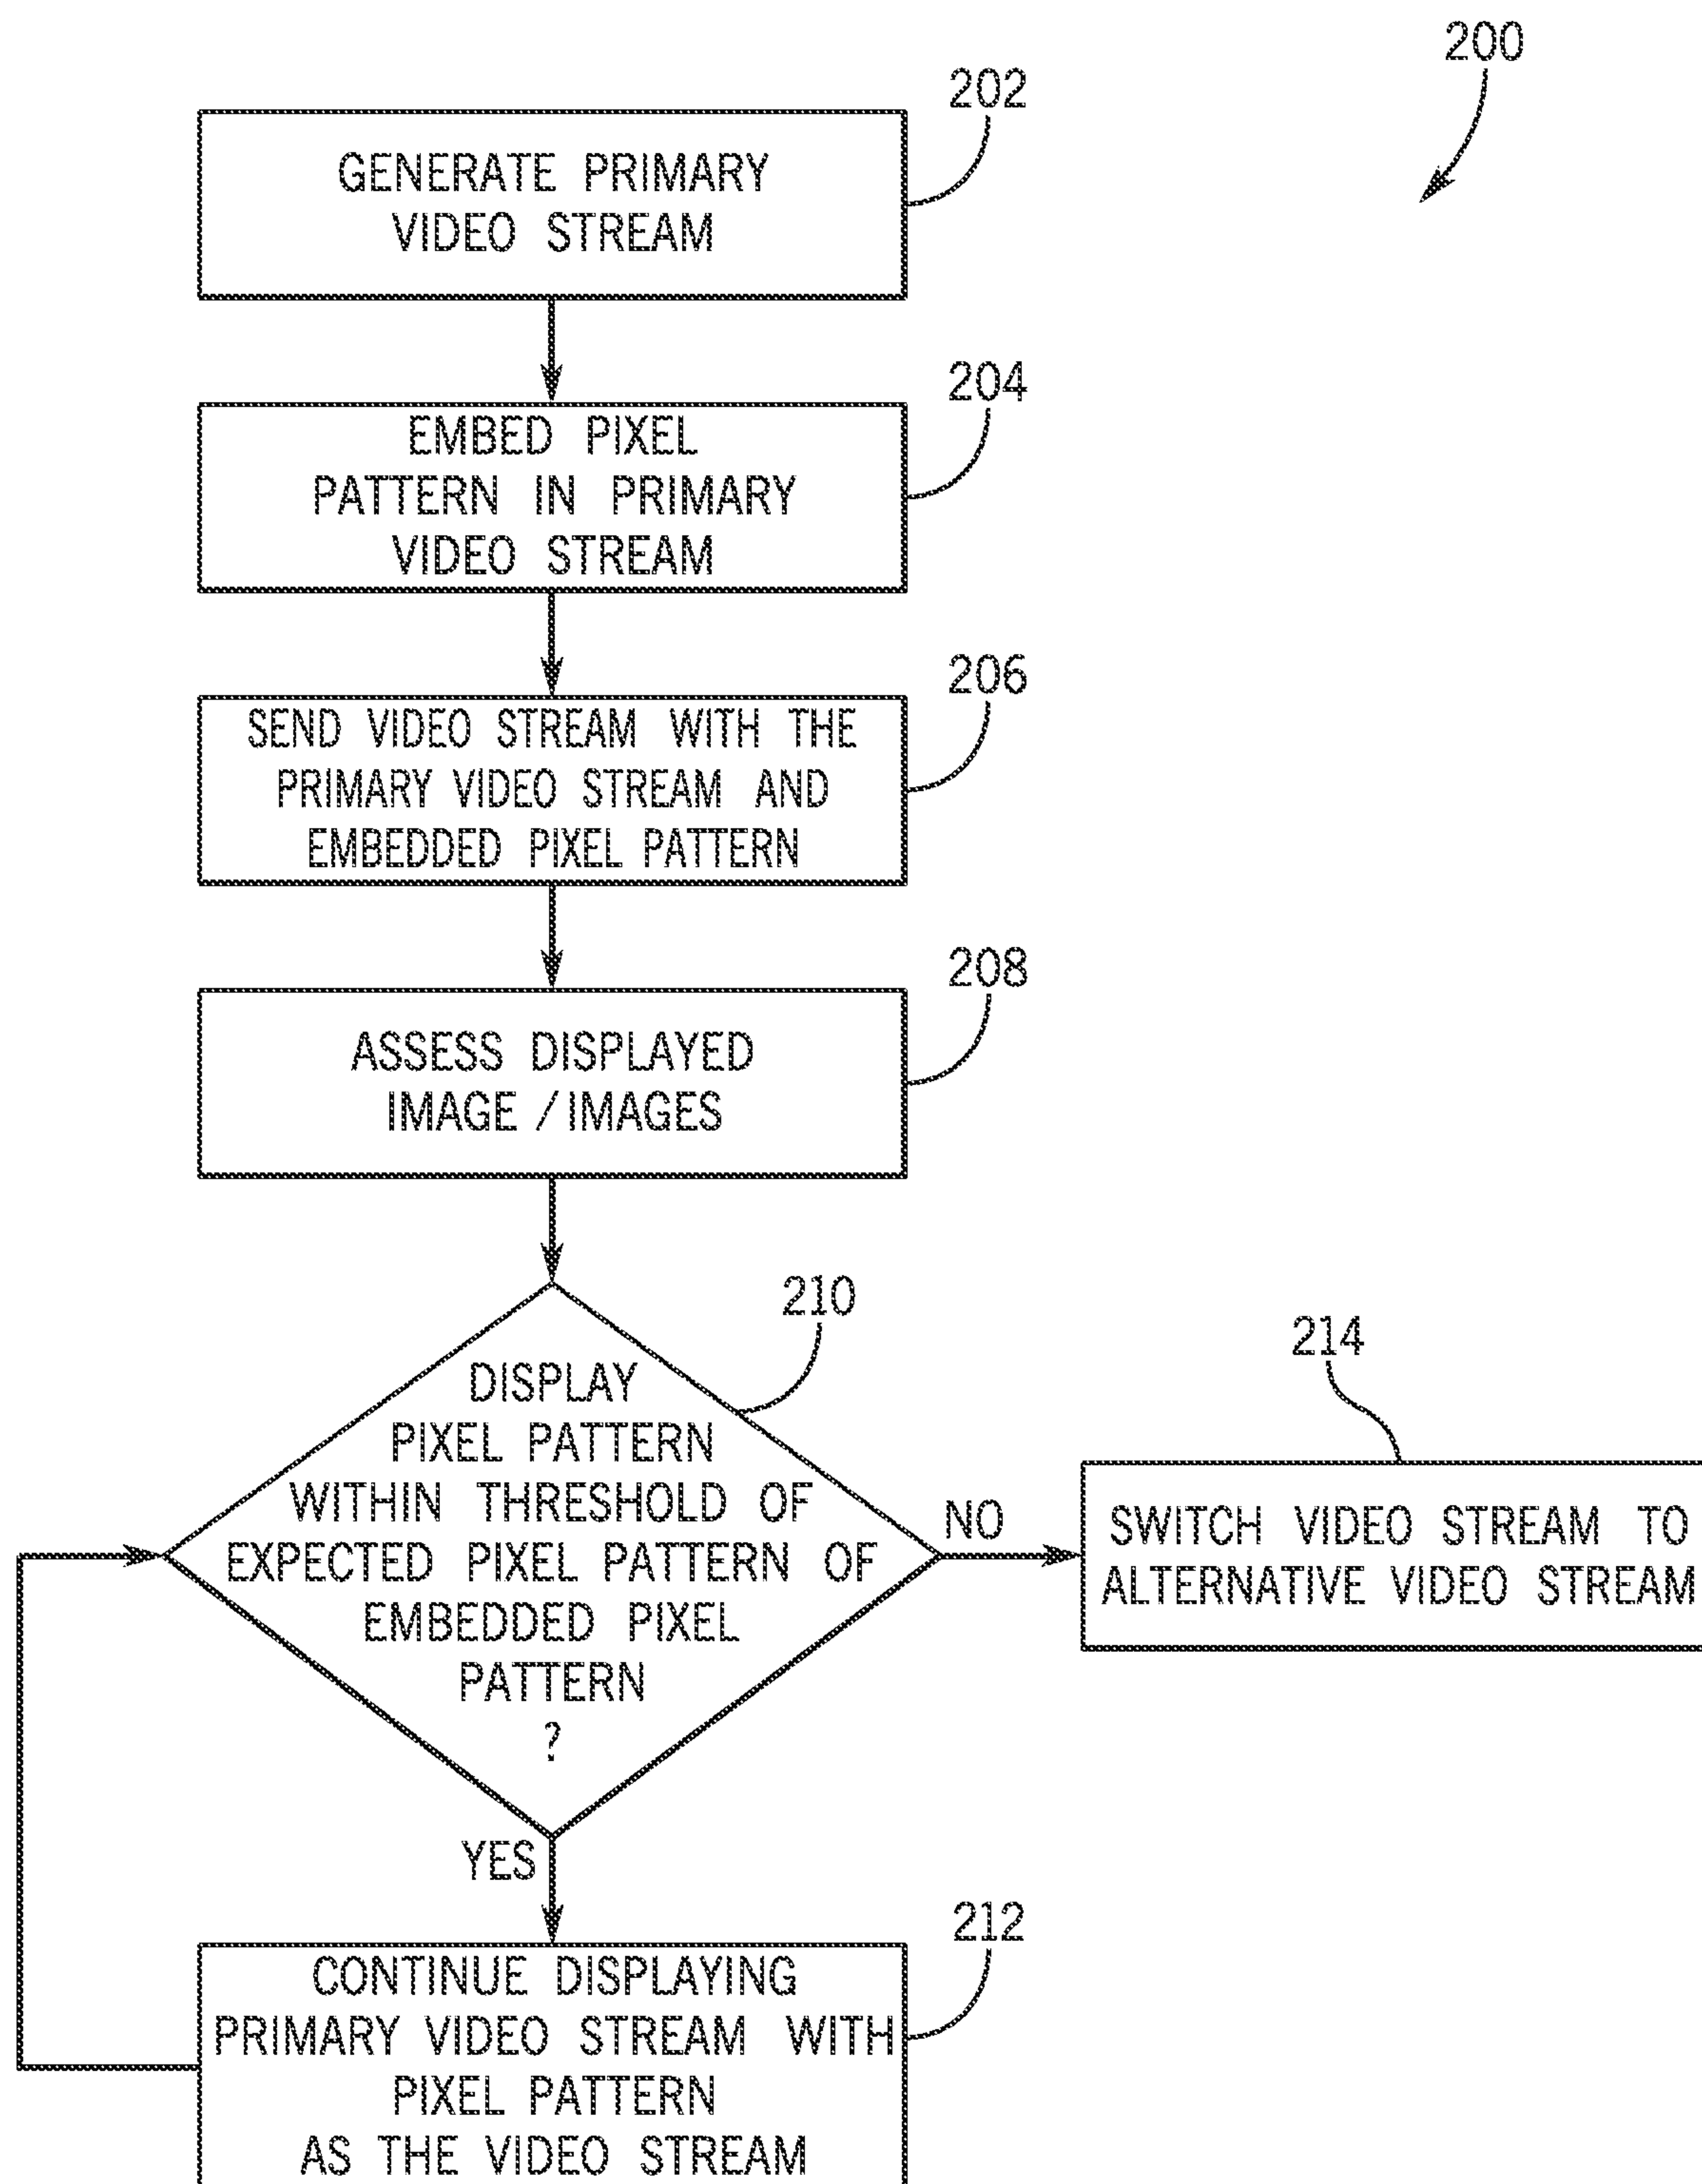 200
202
GENERATE PRIMARY
VIDEO STREAM
204
EMBED PIXEL
PATTERN IN PRIMARY
VIDEO STREAM
206
SEND VIDEO STREAM WITH THE
PRIMARY VIDEO STREAM AND
EMBEDDED PIXEL PATTERN
208
ASSESS DISPLAYED
IMAGE / IMAGES
210
DISPLAY
PIXEL PATTERN
WITHIN THRESHOLD OF
EXPECTED PIXEL PATTERN OF
EMBEDDED PIXEL
PATTERN
?
NO
214
SWITCH VIDEO STREAM TO
ALTERNATIVE VIDEO STREAM
YES
212
CONTINUE DISPLAYING
PRIMARY VIDEO STREAM WITH
PIXEL PATTERN
AS THE VIDEO STREAM